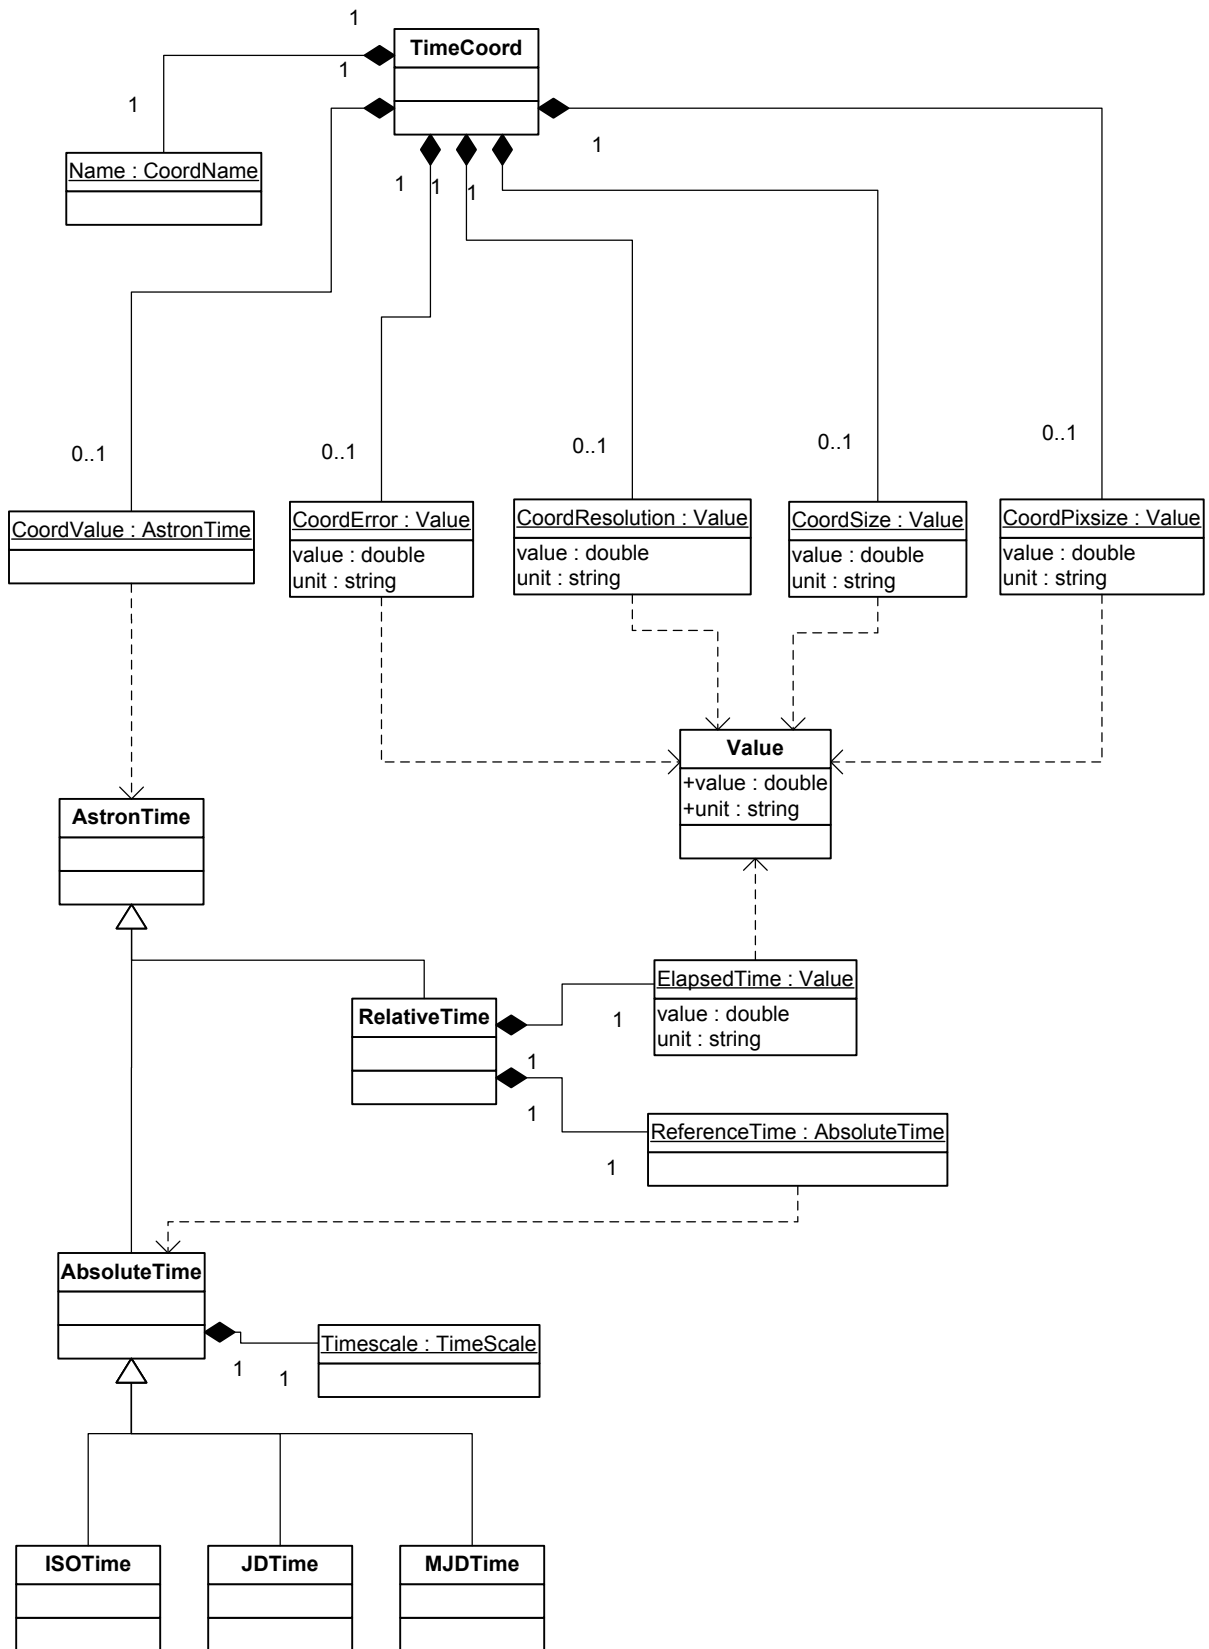 1
TimeCoord
1
1
1
Name : CoordName
1
1
1
0..1
0..1
0..1
0..1
0..1
CoordValue : AstronTime
CoordError : Value
value : double
unit : string
CoordResolution : Value
value : double
unit : string
CoordSize : Value
value : double
unit : string
CoordPixsize : Value
value : double
unit : string
Value
+value : double
+unit : string
AstronTime
ElapsedTime : Value
value : double
unit : string
RelativeTime
1
1
1
ReferenceTime : AbsoluteTime
1
AbsoluteTime
Timescale : TimeScale
1
1
ISOTime
JDTime
MJDTime